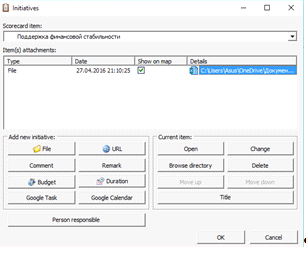 Initiatives
Scorecard item:
Поддержка финансовой стабильности
Item(s) attachments:
Type Date Show on map Details
File 27.04.2016 21:10:25 C:\Users\Asus\OneDrive\Докумен...
Add new initiative: Current item:
File URL Open Change
Comment Remark Browse directory Delete
Budget Duration Move up Move down
Google Task Google Calendar Title
Person responsible
OK Cancel